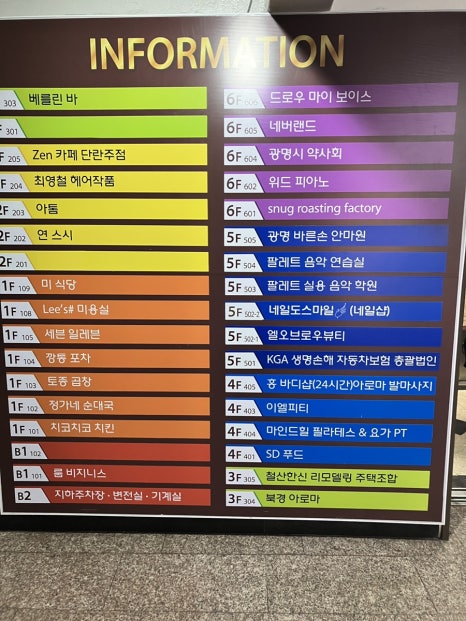 INFORMATION
303 베를린 바
F 301
F 205 Zen 카페 단란주점
F 204 최영철 헤어작품
2F 203 아툼
2F 202 연 스시
2F 201
1F 109 미 식당
1F 108 Lee's# 미용실
1F 105 세븐 일레븐
1F 104 깡통 포차
1F 103 토종 곱창
1F 102 정가네 순대국
1F 101 치코치코 치킨
B1 102
B1 101 룸 비지니스
B2 지하주차장 · 변전실 · 기계실
6F 606 드로우 마이 보이스
6F 605 네버랜드
6F 604 광명시 약사회
6F 602 위드 피아노
6F 601 snug roasting factory
5F 505 광명 바른손 안마원
5F 504 팔레트 음악 연습실
5F 503 팔레트 실용 음악 학원
5F 502-2 네일도스마일 (네일샵)
5F 502-1 엘오브로우뷰티
5F 501 KGA 생명손해 자동차보험 총괄법인
4F 405 홍 바디샵(24시간)아로마 발마사지
4F 403 이엘피티
4F 404 마인드힐 필라테스 & 요가 PT
4F 401 SD 푸드
3F 305 철산한신 리모델링 주택조합
3F 304 북경 아로마